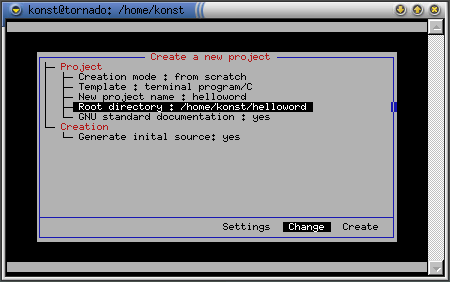 konst@tornado: /home/konst
Create a new project
Project
Creation mode : from scratch
Template : terminal program/C
New project name : helloword
Root directory : /home/konst/helloword
GNU standard documentation : yes
Creation
Generate inital source: yes
Settings Change Create